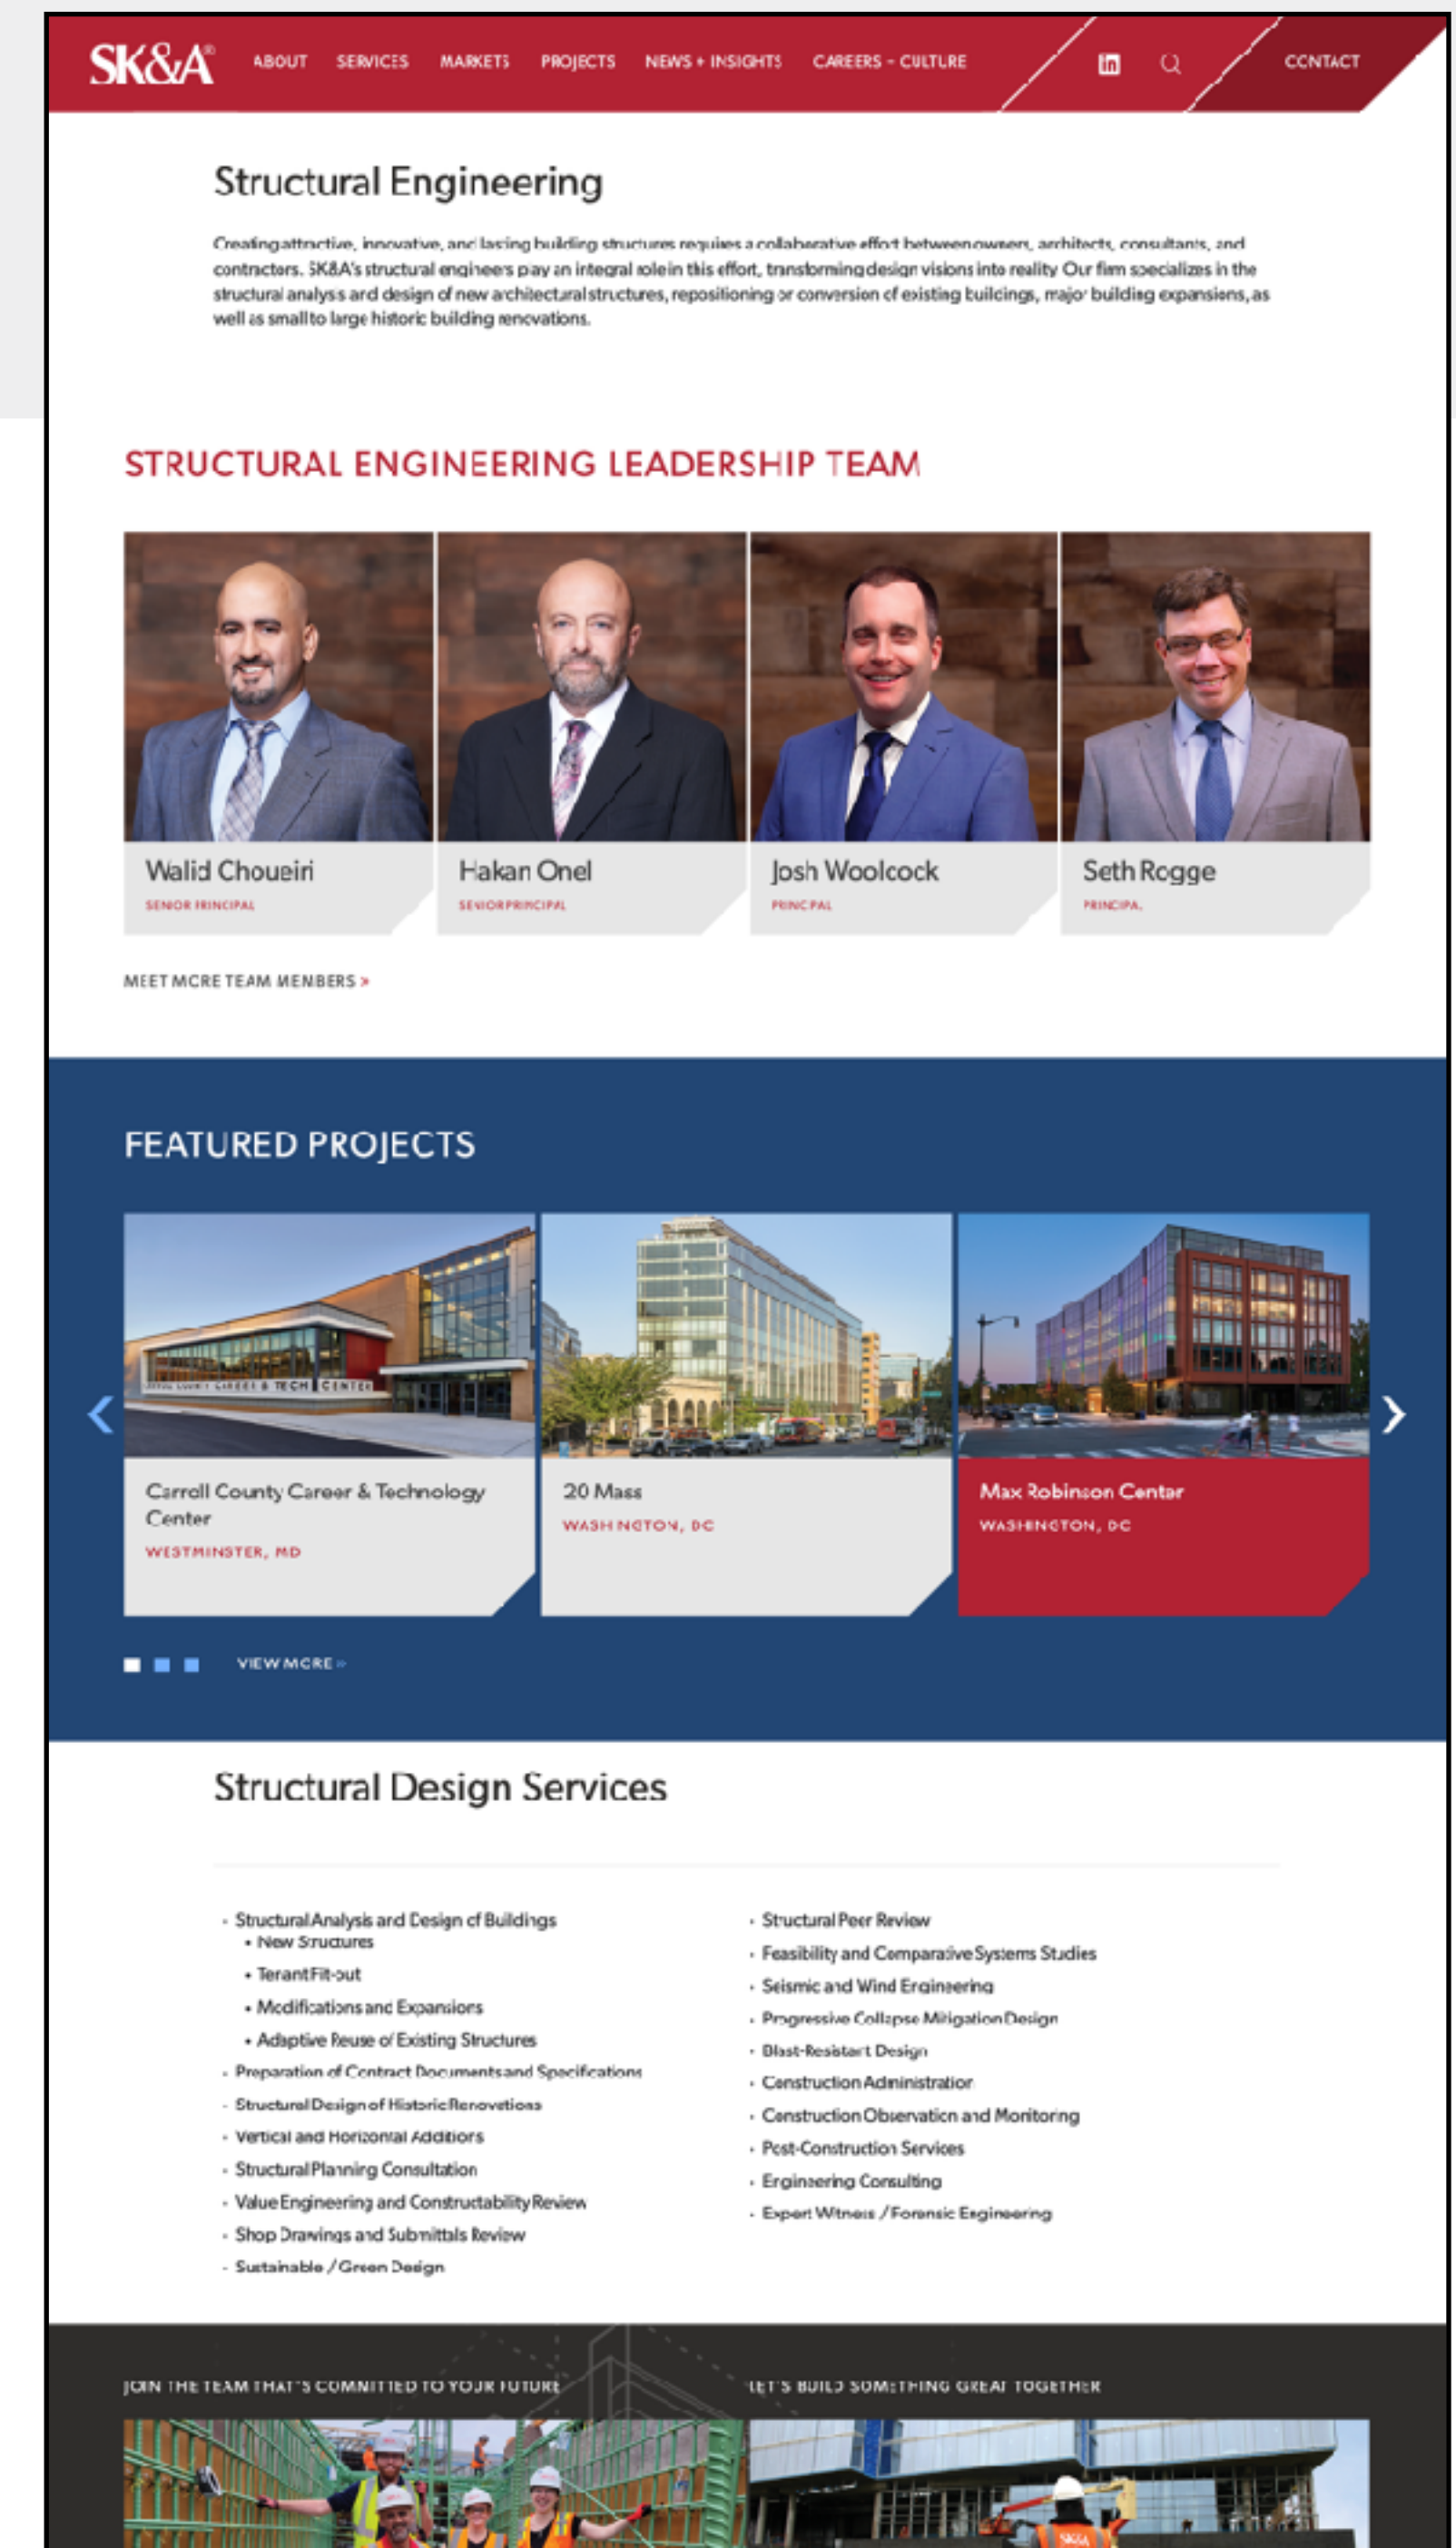 SK&A®
ABOUT SERVICES MARKETS PROJECTS NEWS + INSIGHTS CAREERS + CULTURE
in
CONTACT
Structural Engineering
Creating attractive, innovative, and lasting building structures requires a collaborative effort between owners, architects, consultants, and
contractors. SK&A's structural engineers play an integral role in this effort, transforming design visions into reality. Our firm specializes in the
structural analysis and design of new architectural structures, repositioning or conversion of existing buildings, major building expansions, as
well as small to large historic building renovations.
STRUCTURAL ENGINEERING LEADERSHIP TEAM
Walid Choueiri
SENIOR PRINCIPAL
Hakan Onel
SENIOR PRINCIPAL
Josh Woolcock
PRINCIPAL
Seth Rogge
PRINCIPAL
MEET MORE TEAM MEMBERS »
FEATURED PROJECTS
CARROLL COUNTY CAREER & TECH CENTER
Carroll County Career & Technology
Center
WESTMINSTER, MD
20 Mass
WASHINGTON, DC
Max Robinson Center
WASHINGTON, DC
VIEW MORE »
Structural Design Services
- Structural Analysis and Design of Buildings
• New Structures
• Tenant Fit-out
• Modifications and Expansions
• Adaptive Reuse of Existing Structures
- Preparation of Contract Documents and Specifications
- Structural Design of Historic Renovations
- Vertical and Horizontal Additions
- Structural Planning Consultation
- Value Engineering and Constructability Review
- Shop Drawings and Submittals Review
- Sustainable / Green Design
- Structural Peer Review
- Feasibility and Comparative Systems Studies
- Seismic and Wind Engineering
- Progressive Collapse Mitigation Design
- Blast-Resistant Design
- Construction Administration
- Construction Observation and Monitoring
- Post-Construction Services
- Engineering Consulting
- Expert Witness / Forensic Engineering
JOIN THE TEAM THAT'S COMMITTED TO YOUR FUTURE
LET'S BUILD SOMETHING GREAT TOGETHER
SK&A